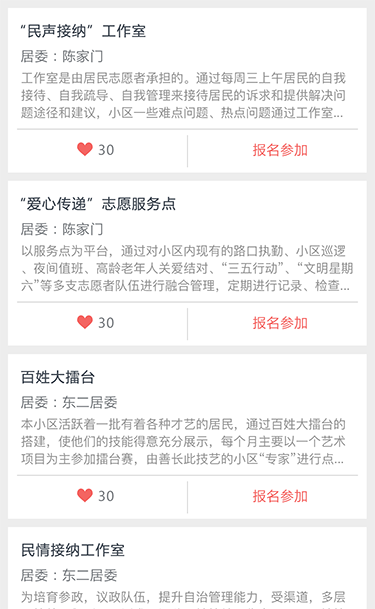 “民声接纳”工作室
居委：陈家门
工作室是由居民志愿者承担的。通过每周三上午居民的自我
接待、自我疏导、自我管理来接待居民的诉求和提供解决问
题途径和建议，小区一些难点问题、热点问题通过工作室...
30
报名参加
“爱心传递”志愿服务点
居委：陈家门
以服务点为平台，通过对小区内现有的路口执勤、小区巡逻
、夜间值班、高龄老年人关爱结对、“三五行动”、“文明星期
六”等多支志愿者队伍进行融合管理，定期进行记录、检查...
30
报名参加
百姓大擂台
居委：东二居委
本小区活跃着一批有着各种才艺的居民，通过百姓大擂台的
搭建，使他们的技能得意充分展示，每个月主要以一个艺术
项目为主参加擂台赛，由善长此技艺的小区“专家”进行点...
30
报名参加
民情接纳工作室
居委：东二居委
为培育参政，议政队伍，提升自治管理能力，受渠道，多层